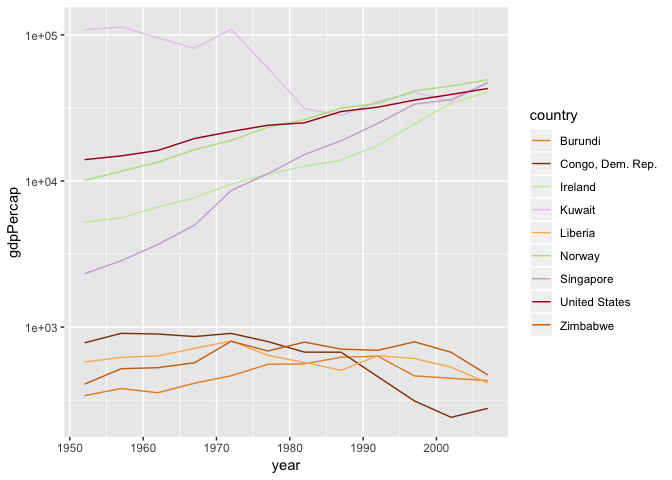 1e+05
1e+04
1e+03
gdpPercap
1950 1960 1970 1980 1990 2000
year
country
Burundi
Congo, Dem. Rep.
Ireland
Kuwait
Liberia
Norway
Singapore
United States
Zimbabwe